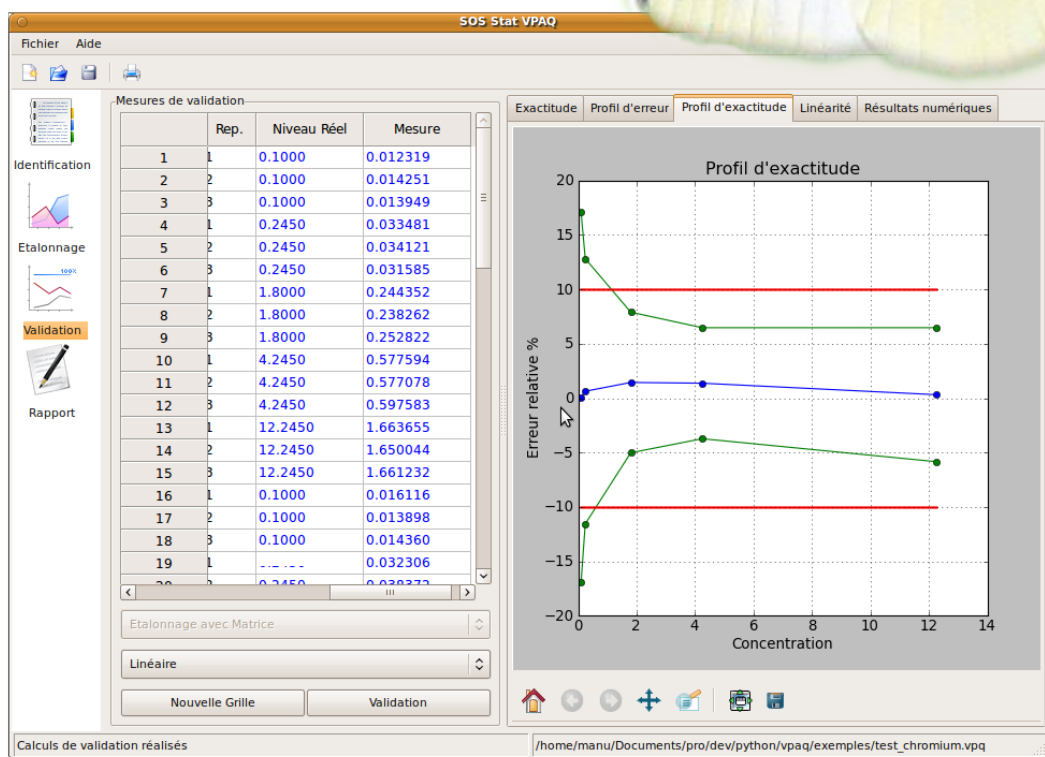 SOS Stat VPAQ
Fichier Aide
Identification
Etalonnage
100%
Validation
Rapport
Mesures de validation
Rep. Niveau Réel Mesure
1 1 0.1000 0.012319
2 2 0.1000 0.014251
3 3 0.1000 0.013949
4 1 0.2450 0.033481
5 2 0.2450 0.034121
6 3 0.2450 0.031585
7 1 1.8000 0.244352
8 2 1.8000 0.238262
9 3 1.8000 0.252822
10 1 4.2450 0.577594
11 2 4.2450 0.577078
12 3 4.2450 0.597583
13 1 12.2450 1.663655
14 2 12.2450 1.650044
15 3 12.2450 1.661232
16 1 0.1000 0.016116
17 2 0.1000 0.013898
18 3 0.1000 0.014360
19 1 0.032306
Etalonnage avec Matrice
Linéaire
Nouvelle Grille Validation
Exactitude Profil d'erreur Profil d'exactitude Linéarité Résultats numériques
Profil d'exactitude
Erreur relative %
20
15
10
5
0
−5
−10
−15
−20
0 2 4 6 8 10 12 14
Concentration
Calculs de validation réalisés
/home/manu/Documents/pro/dev/python/vpaq/exemples/test_chromium.vpq